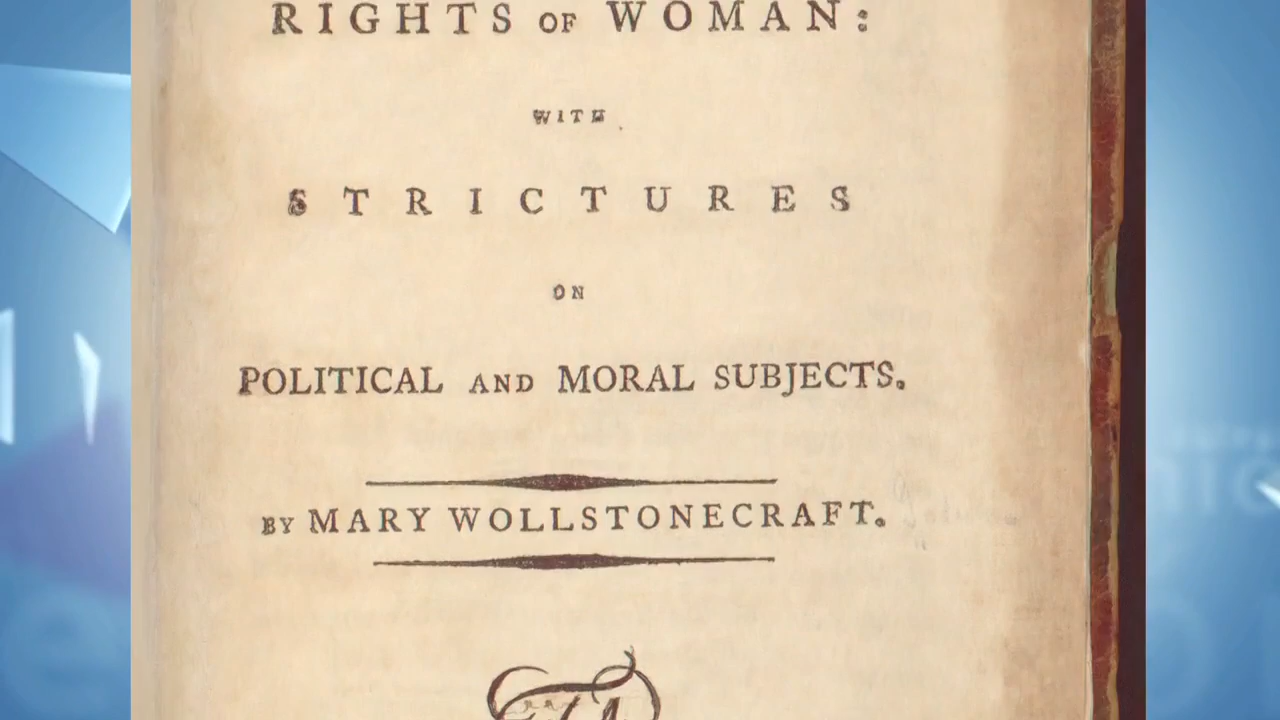 RIGHTS OF WOMAN:
WITH
STRICTURES
ON
POLITICAL AND MORAL SUBJECTS.
BY MARY WOLLSTONECRAFT.